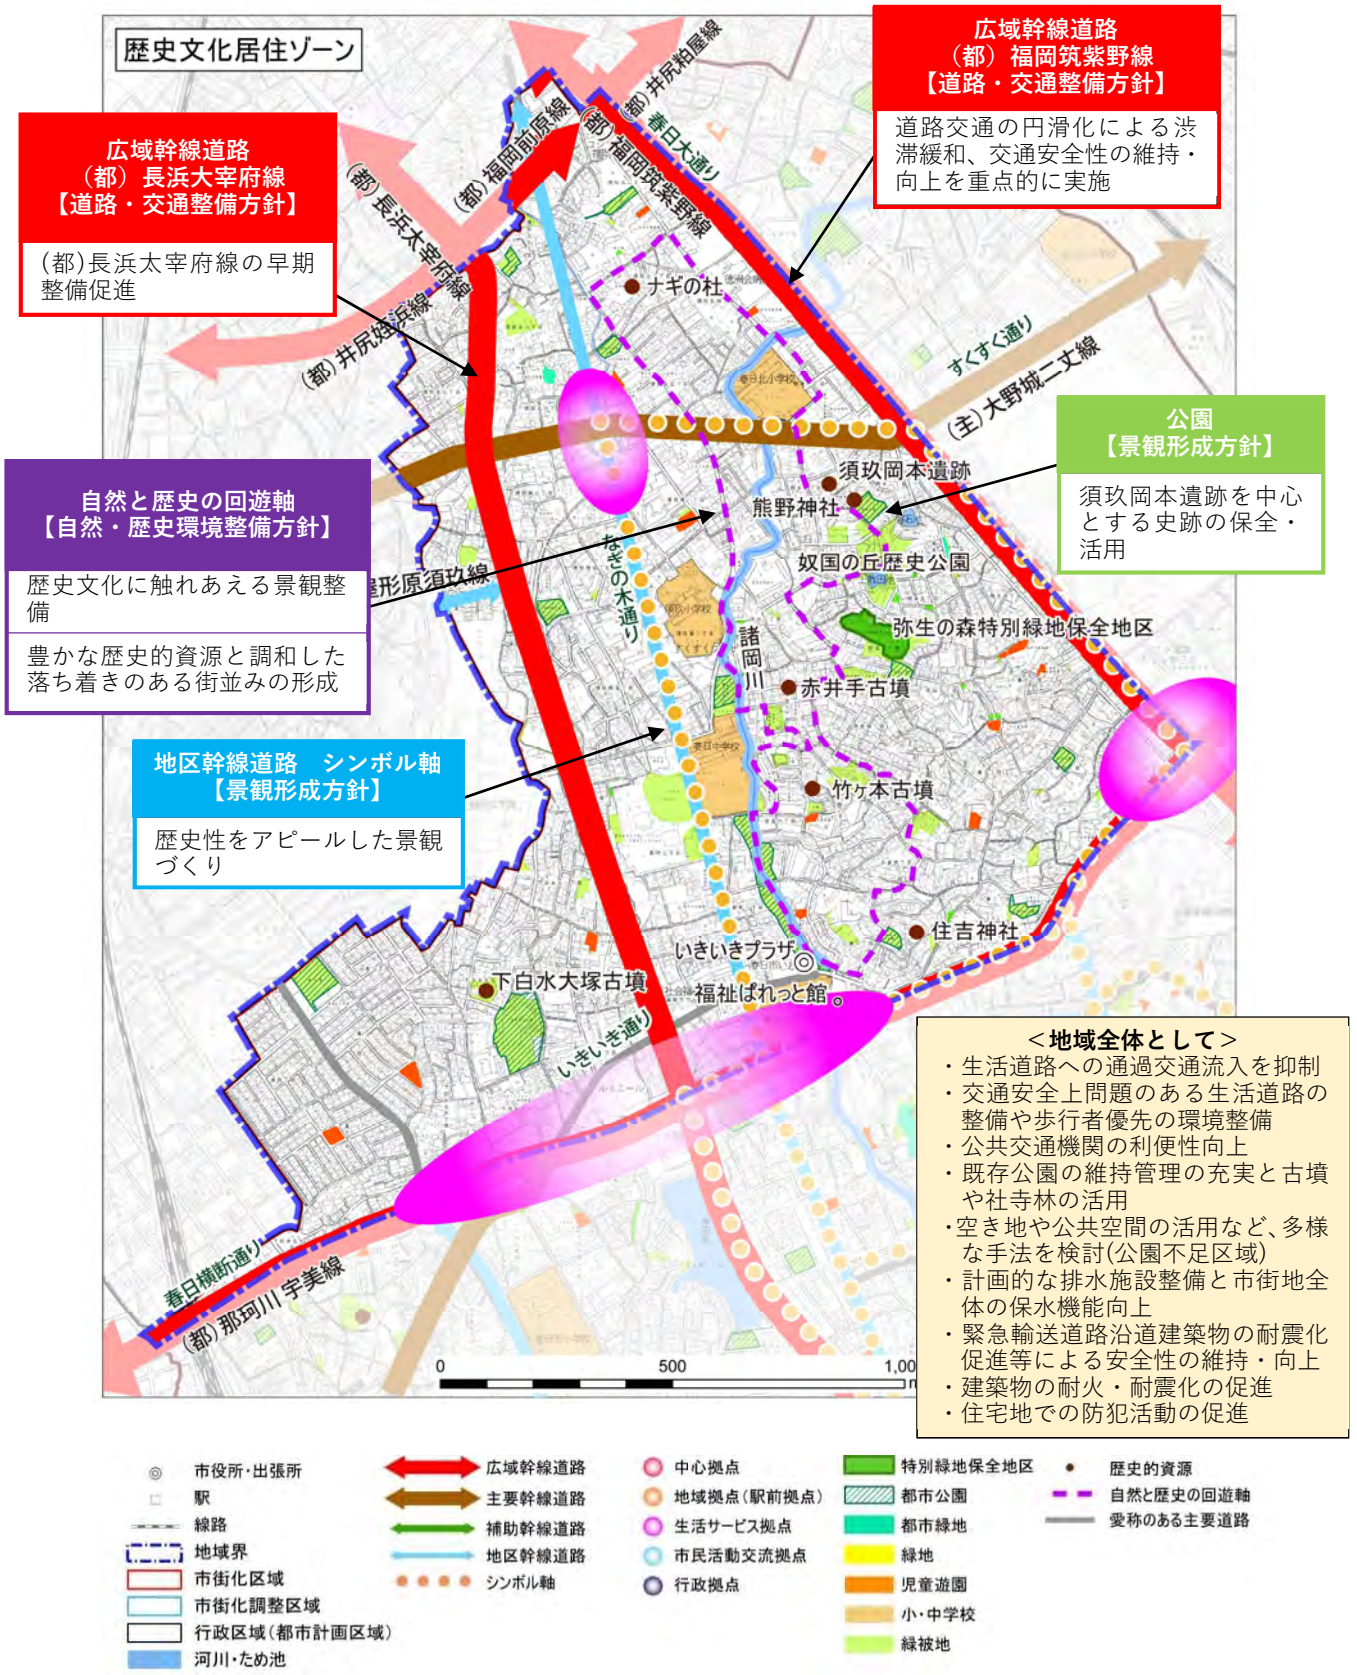 歴史文化居住ゾーン
広域幹線道路
（都）福岡筑紫野線
【道路・交通整備方針】
道路交通の円滑化による渋
滞緩和、交通安全性の維持・
向上を重点的に実施
広域幹線道路
（都）長浜大宰府線
【道路・交通整備方針】
(都)長浜太宰府線の早期
整備促進
(都)井尻粕屋線
春日大通り
(都)福岡筑紫野線
(都)福岡前原線
(都)長浜太宰府線
(都)井尻姪浜線
ナギの杜
春日北小学校
すくすく通り
(主)大野城二丈線
公園
【景観形成方針】
須玖岡本遺跡を中心
とする史跡の保全・
活用
自然と歴史の回遊軸
【自然・歴史環境整備方針】
歴史文化に触れあえる景観整
備
豊かな歴史的資源と調和した
落ち着きのある街並みの形成
須玖岡本遺跡
熊野神社
奴国の丘歴史公園
屋形原須玖線
なぎの木通り
須玖小学校
諸岡川
弥生の森特別緑地保全地区
赤井手古墳
春日中学校
竹ヶ本古墳
地区幹線道路　シンボル軸
【景観形成方針】
歴史性をアピールした景観
づくり
住吉神社
いきいきプラザ
福祉ぱれっと館
下白水大塚古墳
いきいき通り
春日横断通り
(都)那珂川宇美線
春日西小学校
＜地域全体として＞
・生活道路への通過交通流入を抑制
・交通安全上問題のある生活道路の
整備や歩行者優先の環境整備
・公共交通機関の利便性向上
・既存公園の維持管理の充実と古墳
や社寺林の活用
・空き地や公共空間の活用など、多様
な手法を検討(公園不足区域)
・計画的な排水施設整備と市街地全
体の保水機能向上
・緊急輸送道路沿道建築物の耐震化
促進等による安全性の維持・向上
・建築物の耐火・耐震化の促進
・住宅地での防犯活動の促進
0 500 1,00
市役所・出張所
駅
線路
地域界
市街化区域
市街化調整区域
行政区域(都市計画区域)
河川・ため池
広域幹線道路
主要幹線道路
補助幹線道路
地区幹線道路
シンボル軸
中心拠点
地域拠点(駅前拠点)
生活サービス拠点
市民活動交流拠点
行政拠点
特別緑地保全地区
都市公園
都市緑地
緑地
児童遊園
小・中学校
緑被地
歴史的資源
自然と歴史の回遊軸
愛称のある主要道路